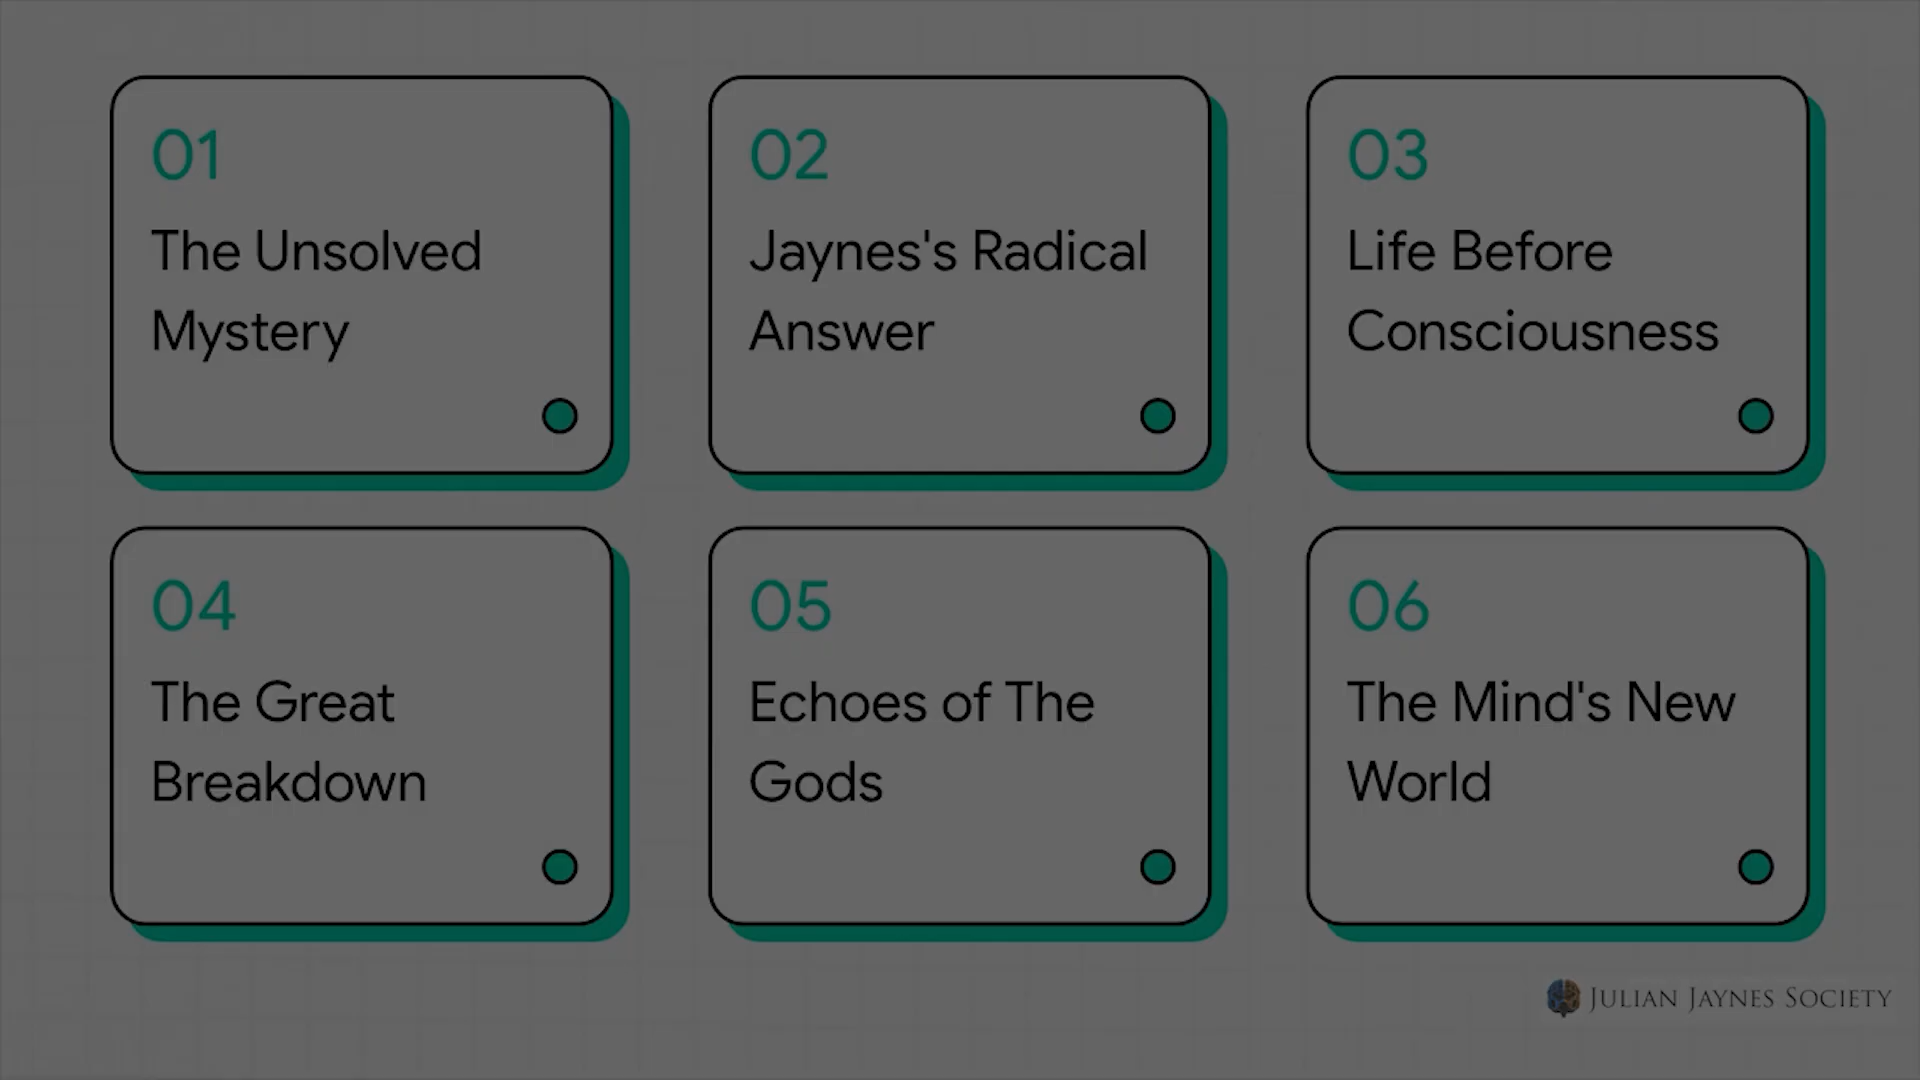 01
The Unsolved
Mystery
02
Jaynes's Radical
Answer
03
Life Before
Consciousness
04
The Great
Breakdown
05
Echoes of The
Gods
06
The Mind's New
World
JULIAN JAYNES SOCIETY